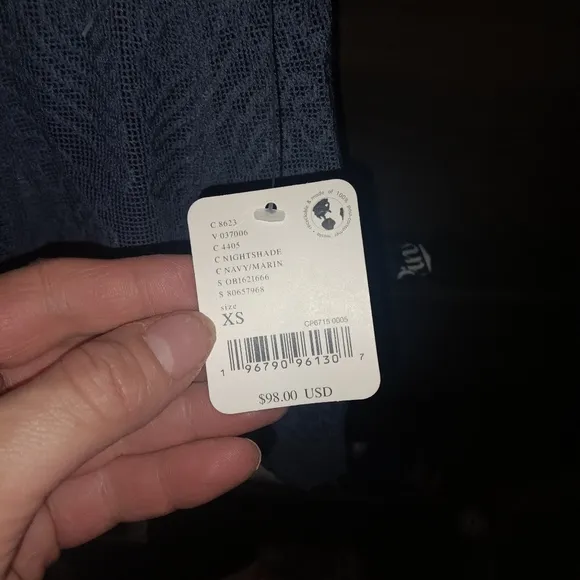 C 8623
V 037006
C 4405
C NIGHTSHADE
C NAVY/MARIN
S OB1621666
S 80657968
size
XS
CP6715 0005
1 96790 96130 7
$98.00 USD